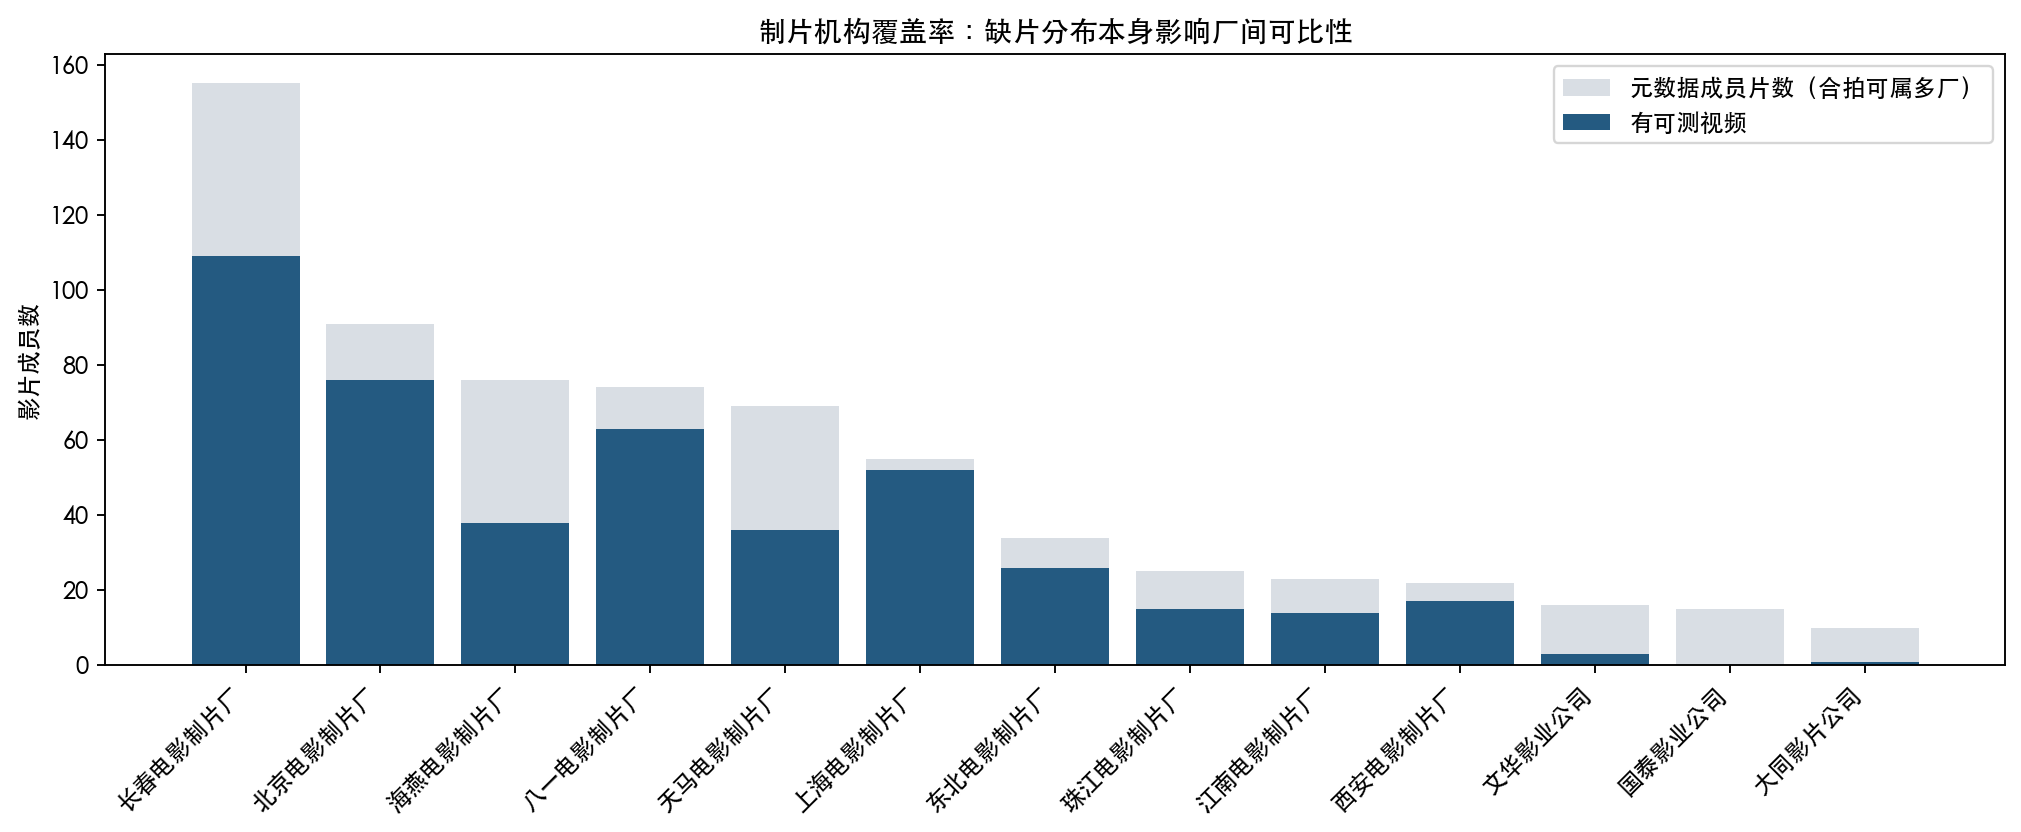 制片机构覆盖率：缺片分布本身影响厂间可比性
元数据成员片数（合拍可属多厂）
有可测视频
影片成员数
160
140
120
100
80
60
40
20
0
长春电影制片厂
北京电影制片厂
海燕电影制片厂
八一电影制片厂
天马电影制片厂
上海电影制片厂
东北电影制片厂
珠江电影制片厂
江南电影制片厂
西安电影制片厂
文华影业公司
国泰影业公司
大同影片公司